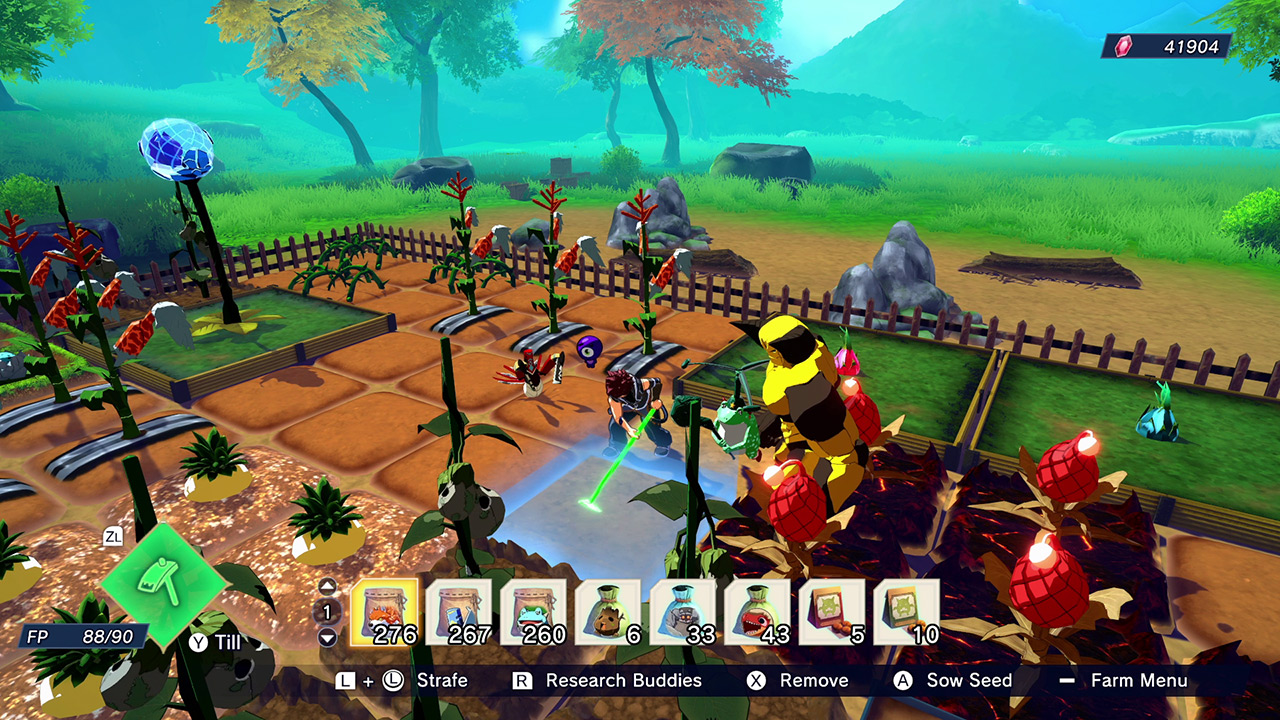 41904
ZL
1
276 267 260 6 33 43 5 10
FP 88/90
Y Till
L + L Strafe R Research Buddies X Remove A Sow Seed − Farm Menu